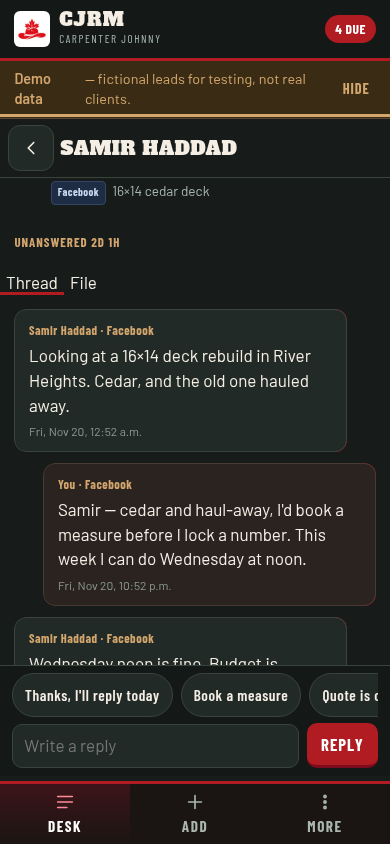 CJRM
CARPENTER JOHNNY
4 DUE
Demo data
— fictional leads for testing, not real clients.
HIDE
SAMIR HADDAD
Facebook 16×14 cedar deck
UNANSWERED 2D 1H
Thread File
Samir Haddad · Facebook
Looking at a 16×14 deck rebuild in River
Heights. Cedar, and the old one hauled
away.
Fri, Nov 20, 12:52 a.m.
You · Facebook
Samir — cedar and haul-away, I'd book a
measure before I lock a number. This
week I can do Wednesday at noon.
Fri, Nov 20, 10:52 p.m.
Samir Haddad · Facebook
Wednesday noon is fine. Budget is
Thanks, I'll reply today
Book a measure
Quote is
Write a reply
REPLY
DESK
ADD
MORE